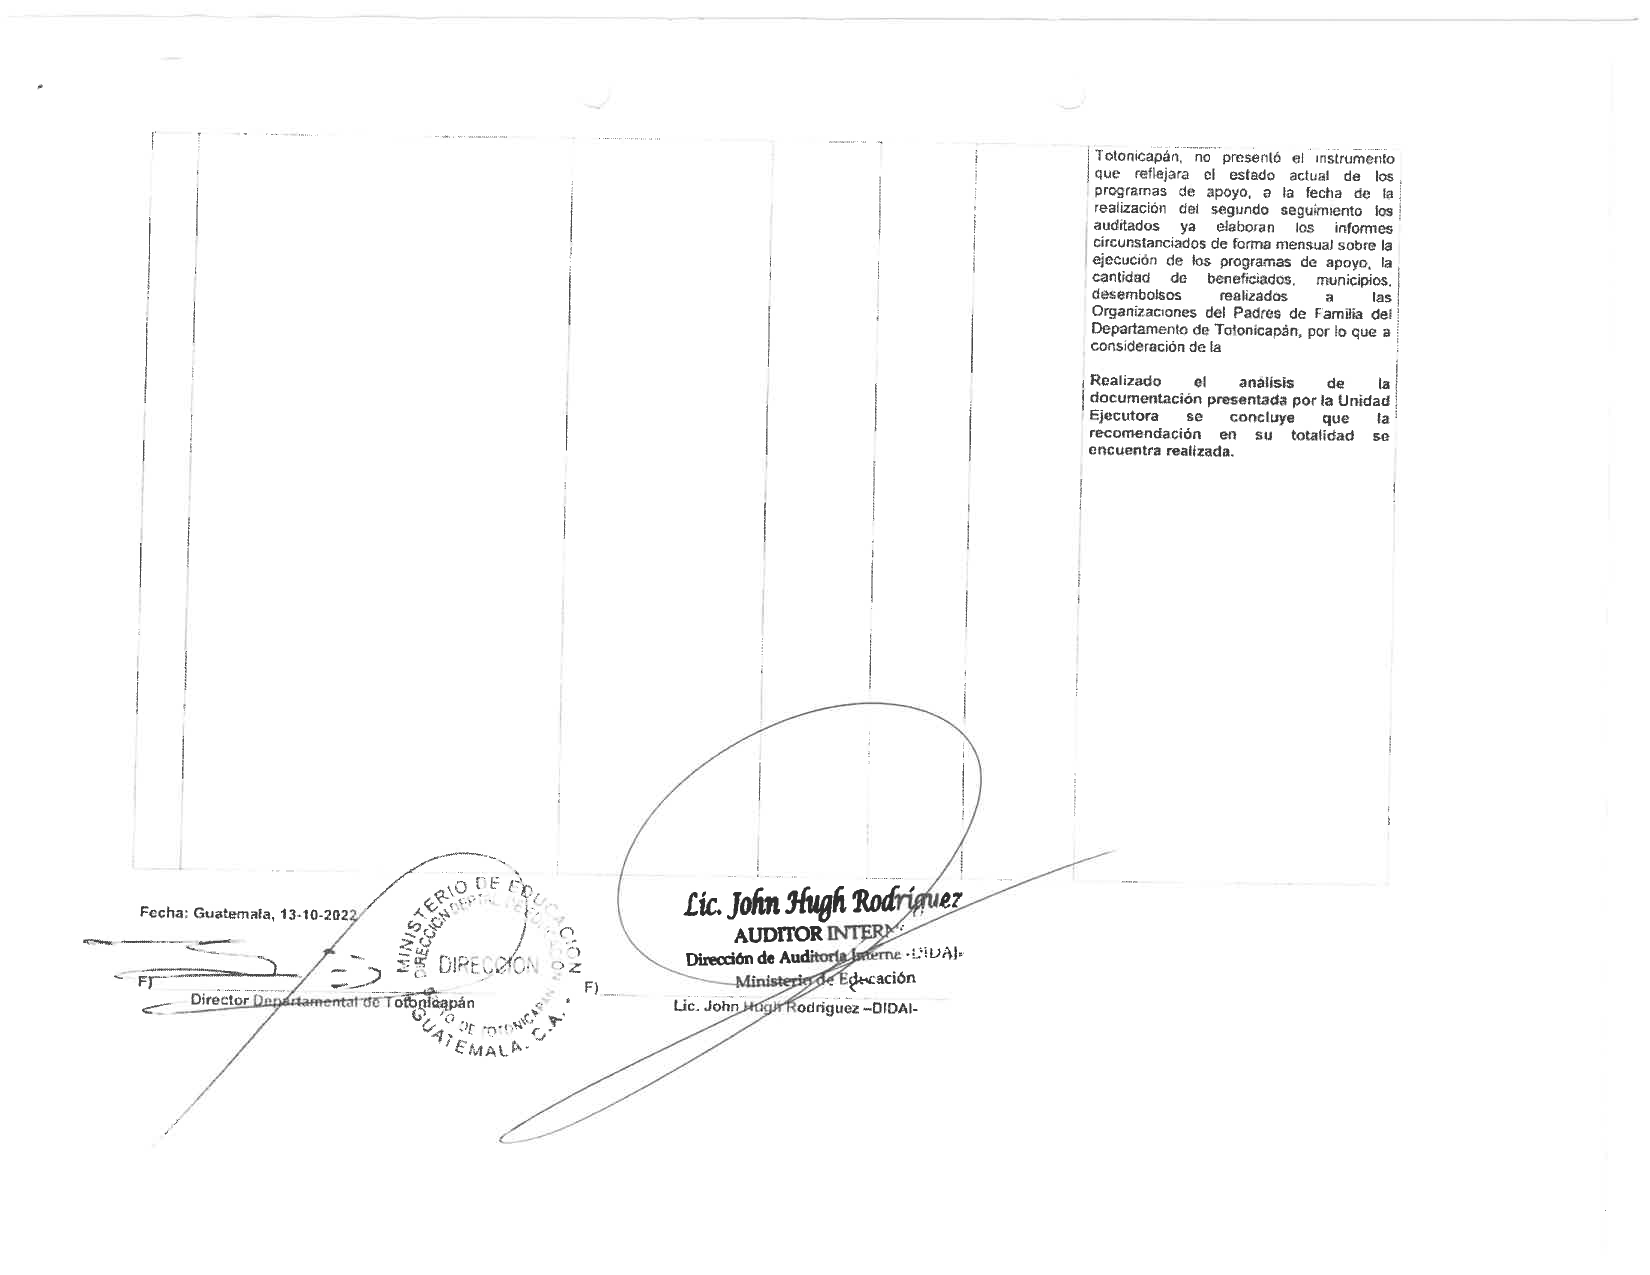 Totonicapán, no presentó el instrumento
que reflejara el estado actual de los
programas de apoyo, a la fecha de la
realización del segundo seguimiento los
auditados ya elaboran los informes
circunstanciados de forma mensual sobre la
ejecución de los programas de apoyo, la
cantidad de beneficiados, municipios,
desembolsos realizados a las
Organizaciones del Padres de Familia del
Departamento de Totonicapán, por lo que a
consideración de la
Realizado el análisis de la
documentación presentada por la Unidad
Ejecutora se concluye que la
recomendación en su totalidad se
encuentra realizada.
Fecha: Guatemala, 13-10-2022
F)
Director Departamental de Totonicapán
MINISTERIO DE EDUCACION
DIRECCION
GUATEMALA, C.A.
Lic. John Hugh Rodríguez
AUDITOR INTERN
Dirección de Auditoría Interna -DIDAI-
Ministerio de Educación
F)
Lic. John Hugh Rodriguez –DIDAI-